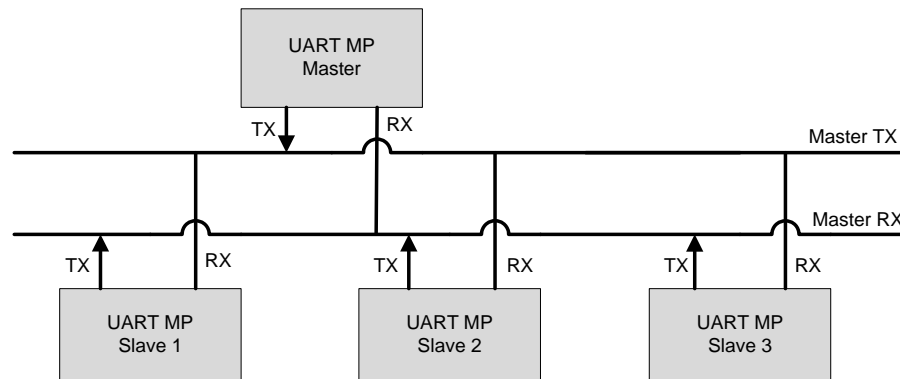 UART MP
Master
TX
RX
Master TX
Master RX
TX
RX
TX
RX
TX
RX
UART MP
Slave 1
UART MP
Slave 2
UART MP
Slave 3